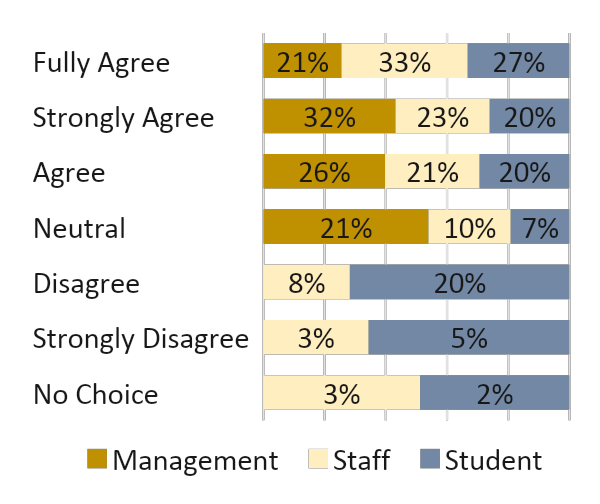 Fully Agree 21% 33% 27%
Strongly Agree 32% 23% 20%
Agree 26% 21% 20%
Neutral 21% 10% 7%
Disagree 8% 20%
Strongly Disagree 3% 5%
No Choice 3% 2%
Management Staff Student